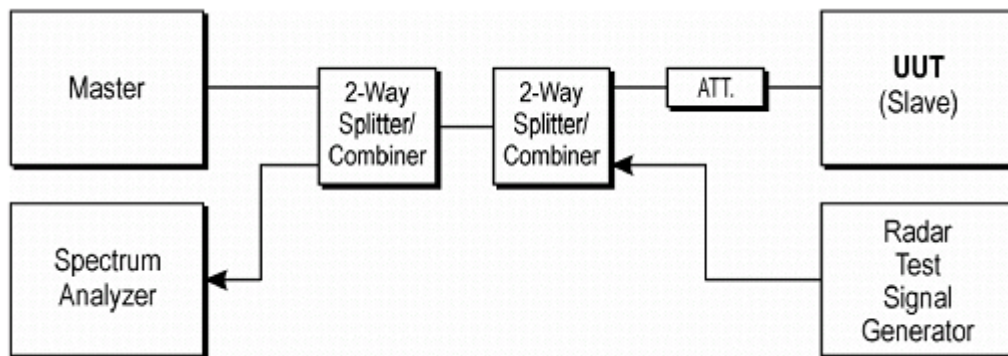 Master
2-Way
Splitter/
Combiner
2-Way
Splitter/
Combiner
ATT.
UUT
(Slave)
Spectrum
Analyzer
Radar
Test
Signal
Generator